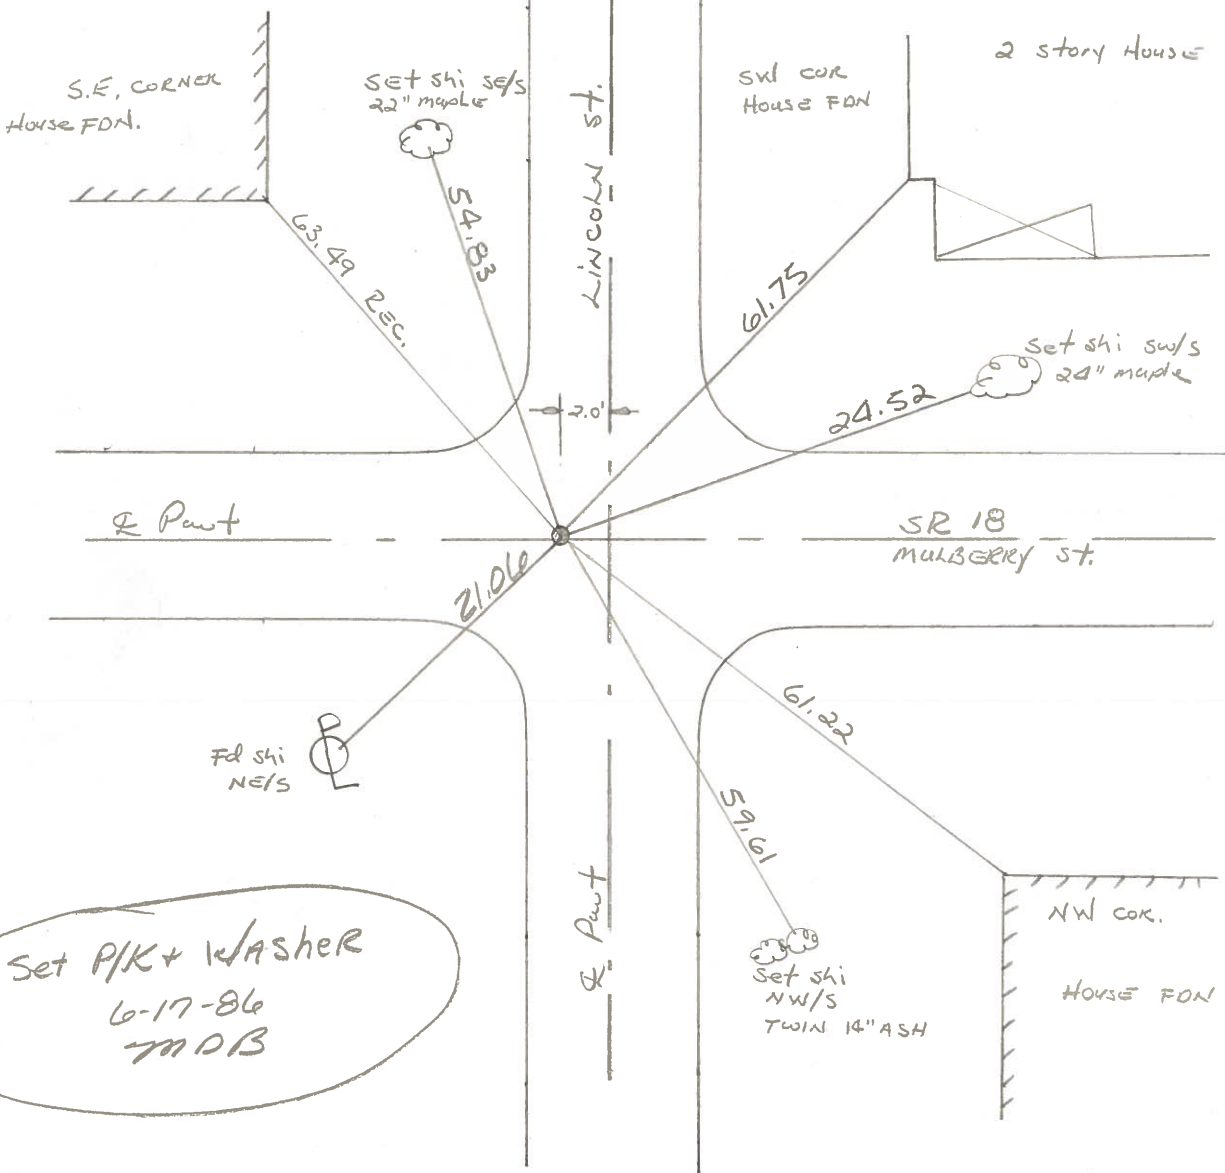 S.E. CORNER
House FDN.
SEt shi SE/S
22" maple
LINCOLN St.
SW COR
HOUSE FDN
2 story HOUSE
63.49 REC.
54.83
61.75
Set shi SW/S
24" maple
24.52
2.0'
℄ Pavt
SR 18
MULBERRY St.
21.06
Fd shi
NE/S
61.22
59.61
℄ Pavt
NW COR.
HOUSE FDN
Set shi
NW/S
TWIN 14" ASH
Set P/K + WASHER
6-17-86
MDB